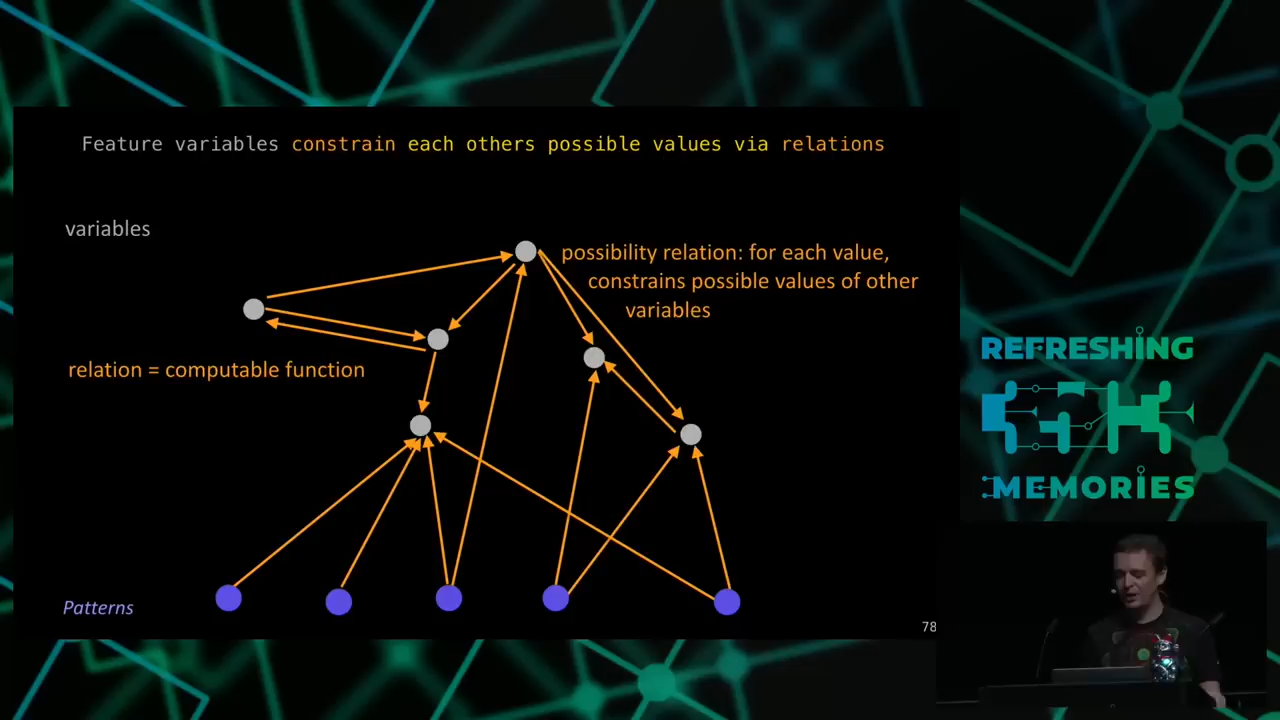 Feature variables constrain each others possible values via relations
variables
possibility relation: for each value,
constrains possible values of other
variables
relation = computable function
Patterns
78
REFRESHING
MEMORIES